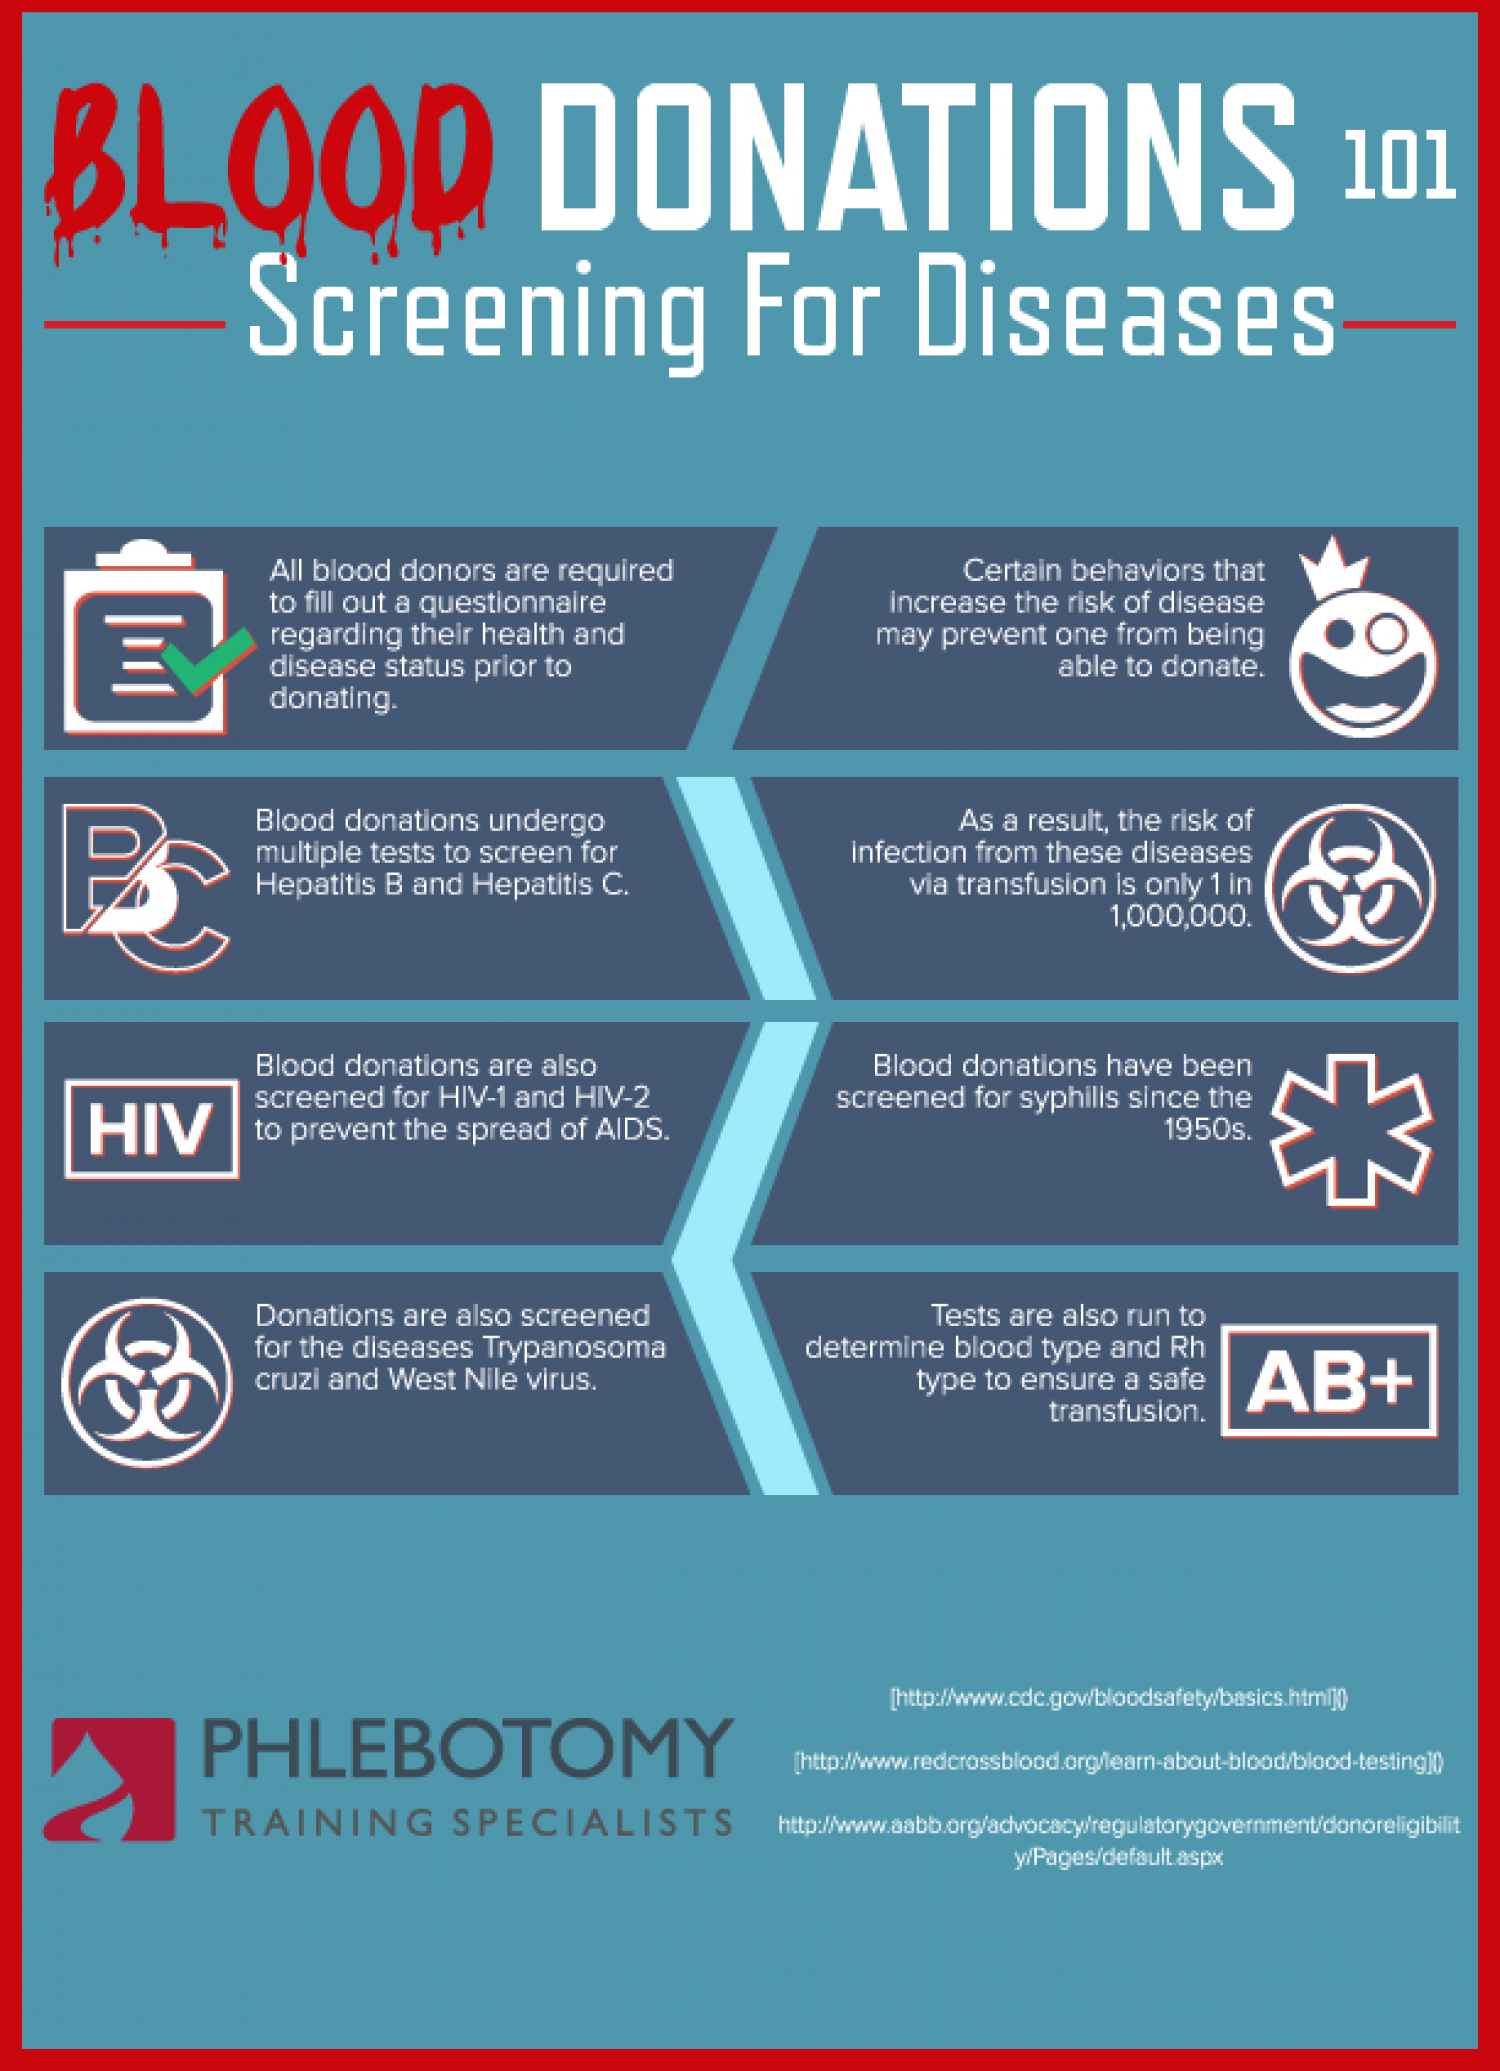 BLOOD DONATIONS 101
Screening For Diseases
All blood donors are required
to fill out a questionnaire
regarding their health and
disease status prior to
donating.
Certain behaviors that
increase the risk of disease
may prevent one from being
able to donate.
BC
Blood donations undergo
multiple tests to screen for
Hepatitis B and Hepatitis C.
As a result, the risk of
infection from these diseases
via transfusion is only 1 in
1,000,000.
HIV
Blood donations are also
screened for HIV-1 and HIV-2
to prevent the spread of AIDS.
Blood donations have been
screened for syphilis since the
1950s.
Donations are also screened
for the diseases Trypanosoma
cruzi and West Nile virus.
Tests are also run to
determine blood type and Rh
type to ensure a safe
transfusion.
AB+
PHLEBOTOMY
TRAINING SPECIALISTS
[http://www.cdc.gov/bloodsafety/basics.html]()
[http://www.redcrossblood.org/learn-about-blood/blood-testing]()
http://www.aabb.org/advocacy/regulatorygovernment/donoreligibilit
y/Pages/default.aspx